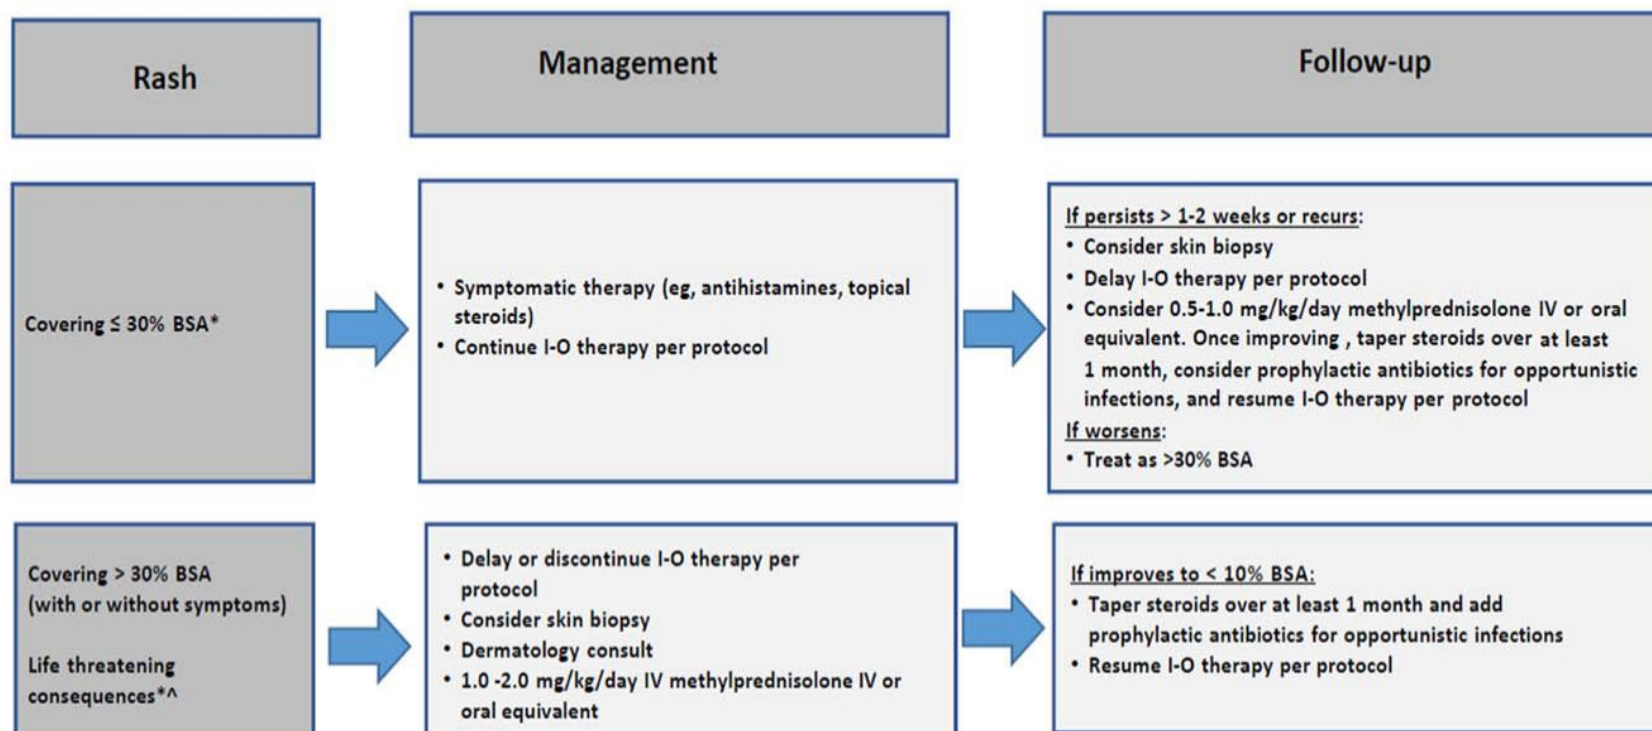 Rash
Management
Follow-up
Covering ≤ 30% BSA*
• Symptomatic therapy (eg, antihistamines, topical
steroids)
• Continue I-O therapy per protocol
If persists > 1-2 weeks or recurs:
• Consider skin biopsy
• Delay I-O therapy per protocol
• Consider 0.5-1.0 mg/kg/day methylprednisolone IV or oral
equivalent. Once improving , taper steroids over at least
1 month, consider prophylactic antibiotics for opportunistic
infections, and resume I-O therapy per protocol
If worsens:
• Treat as >30% BSA
Covering > 30% BSA
(with or without symptoms)
Life threatening
consequences*^
• Delay or discontinue I-O therapy per
protocol
• Consider skin biopsy
• Dermatology consult
• 1.0 -2.0 mg/kg/day IV methylprednisolone IV or
oral equivalent
If improves to < 10% BSA:
• Taper steroids over at least 1 month and add
prophylactic antibiotics for opportunistic infections
• Resume I-O therapy per protocol